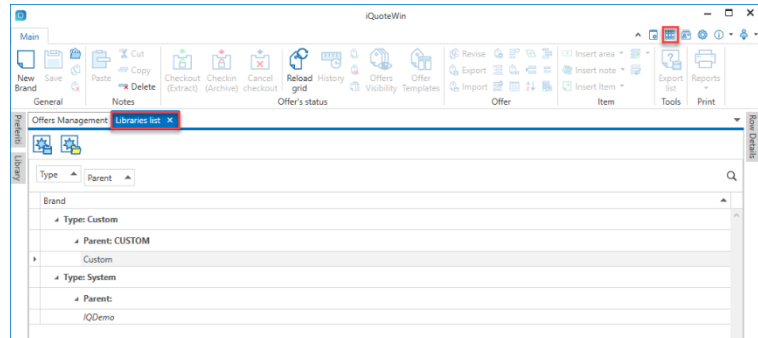 iQuoteWin
Main
New Brand
Save
Paste
Cut
Copy
Delete
Checkout (Extract)
Checkin (Archive)
Cancel checkout
Reload grid
History
Offers Visibility
Offer Templates
Revise
Export
Import
Insert area
Insert note
Insert Item
Export list
Reports
General
Notes
Offer's status
Offer
Item
Tools
Print
Preferiti
Library
Offers Management
Libraries list
Row Details
Type
Parent
Brand
Type: Custom
Parent: CUSTOM
Custom
Type: System
Parent:
IQDemo